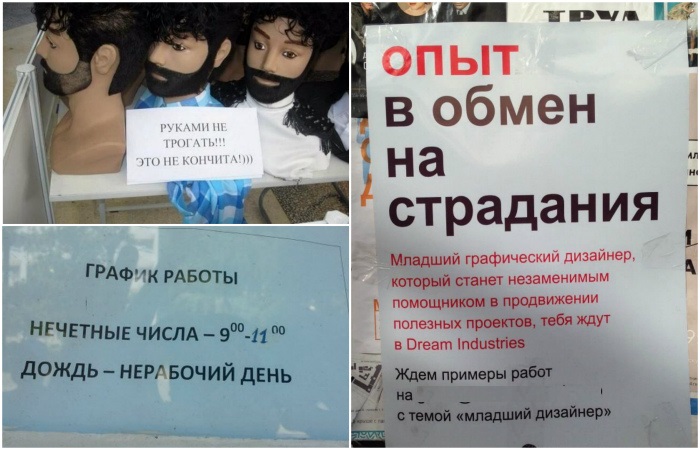 РУКАМИ НЕ
ТРОГАТЬ!!!
ЭТО НЕ КОНЧИТА!)))
ГРАФИК РАБОТЫ
НЕЧЕТНЫЕ ЧИСЛА – 9⁰⁰-11⁰⁰
ДОЖДЬ – НЕРАБОЧИЙ ДЕНЬ
ТРУД
опыт
в обмен
на
страдания
Младший графический дизайнер,
который станет незаменимым
помощником в продвижении
полезных проектов, тебя ждут
в Dream Industries
Ждем примеры работ
на
с темой «младший дизайнер»